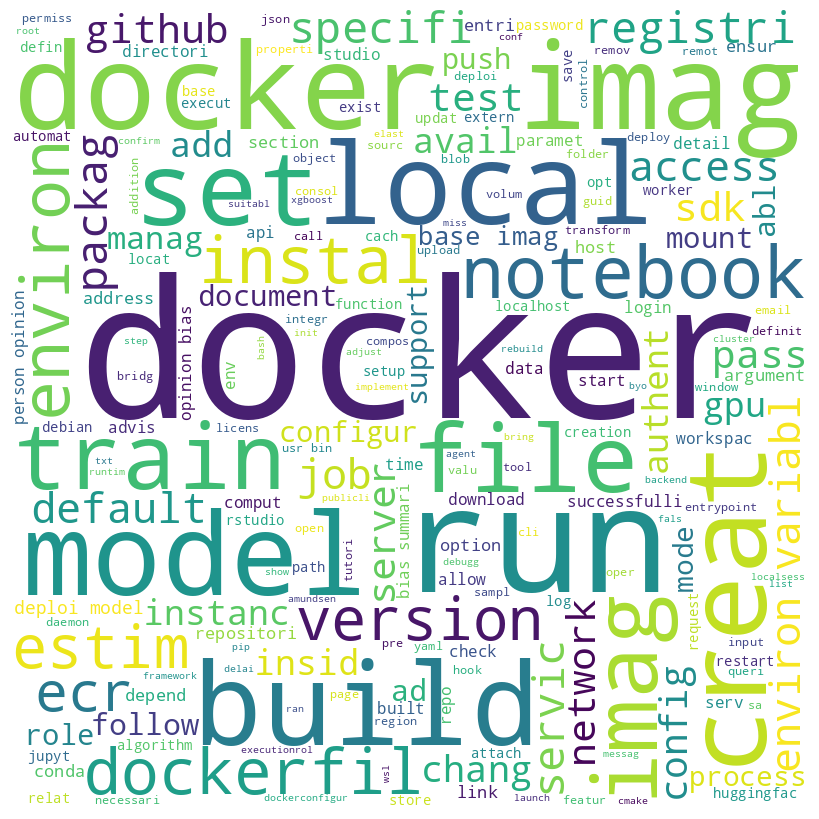 permiss
root
github
json
specifi
entri
password
conf
registri
defin
directori
properti
studio
push
deploi
save
remov
remot
ensur
docker imag
base
execut
control
test
exist
updat
extern
automat
confirm
packag
add
section
elast
sourc
avail
paramet
deploy
detail
environ
addition
set
object
local
blob
folder
access
suitabl
xgboost
consol
volum
opt
guid
worker
sdk
abl
manag
api
call
cach
miss
base imag
transform
mount
locat
instal
upload
host
notebook
person opinion
address
document
function
support
localhost
login
email
opinion bias
step
integr
init
compos
bridg
env
bash
adjust
setup
docker
rebuild
data
start
definit
cluster
pass
implement
byo
window
argument
debian
advis
licens
configur
gpu
authent
environ variabl
train
usr bin
agent
bring
file
creation
workspac
txt
runtim
job
time
valu
tool
backend
default
publicli
comput
server
download
successfulli
entrypoint
rstudio
open
bias summari
option
cli
creat
fals
model
path
tutori
debugg
allow
run
oper
mode
localsess
show
list
deploi model
amundsen
sampl
log
imag
request
daemon
instanc
version
network
repositori
pre
yaml
check
input
estim
pip
insid
hook
restart
framework
delai
build
servic
config
queri
ecr
page
ad
repo
depend
ran
built
serv
sa
role
follow
region
jupyt
algorithm
executionrol
attach
messag
conda
dockerfil
wsl
chang
cmake
process
relat
necessari
dockerconfigur
store
link
launch
featur
huggingfac